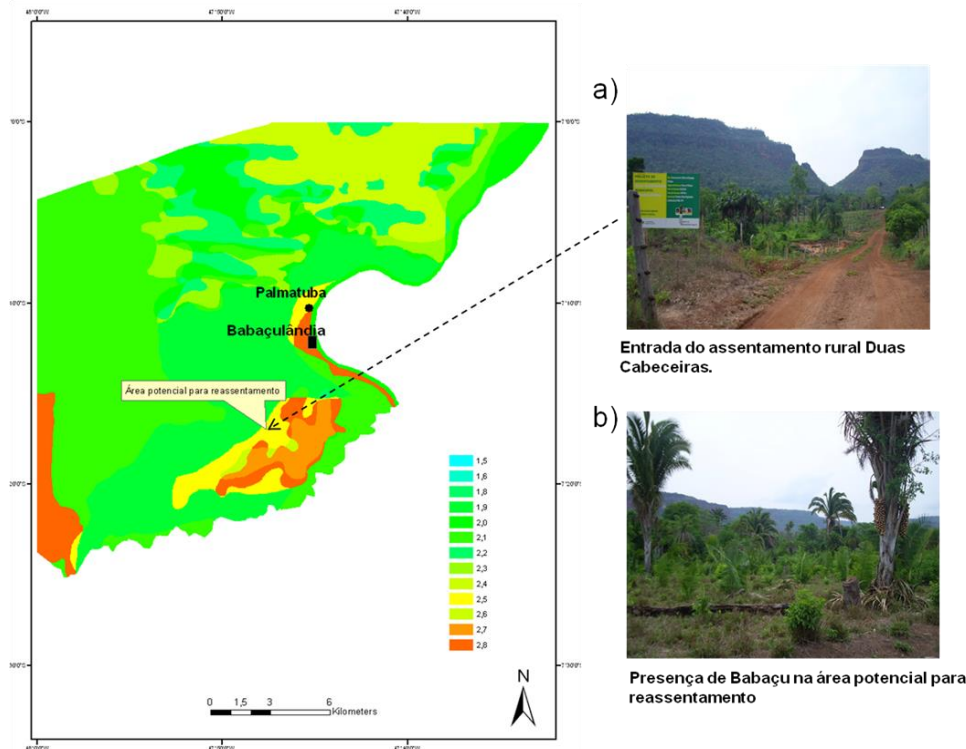 a)
Palmatuba
Babaçulândia
Área potencial para reassentamento
Entrada do assentamento rural Duas
Cabeceiras.
b)
1,5
1,6
1,8
1,9
2,0
2,1
2,2
2,3
2,4
2,5
2,6
2,7
2,8
N
0 1,5 3 6
Kilometers
Presença de Babaçu na área potencial para
reassentamento